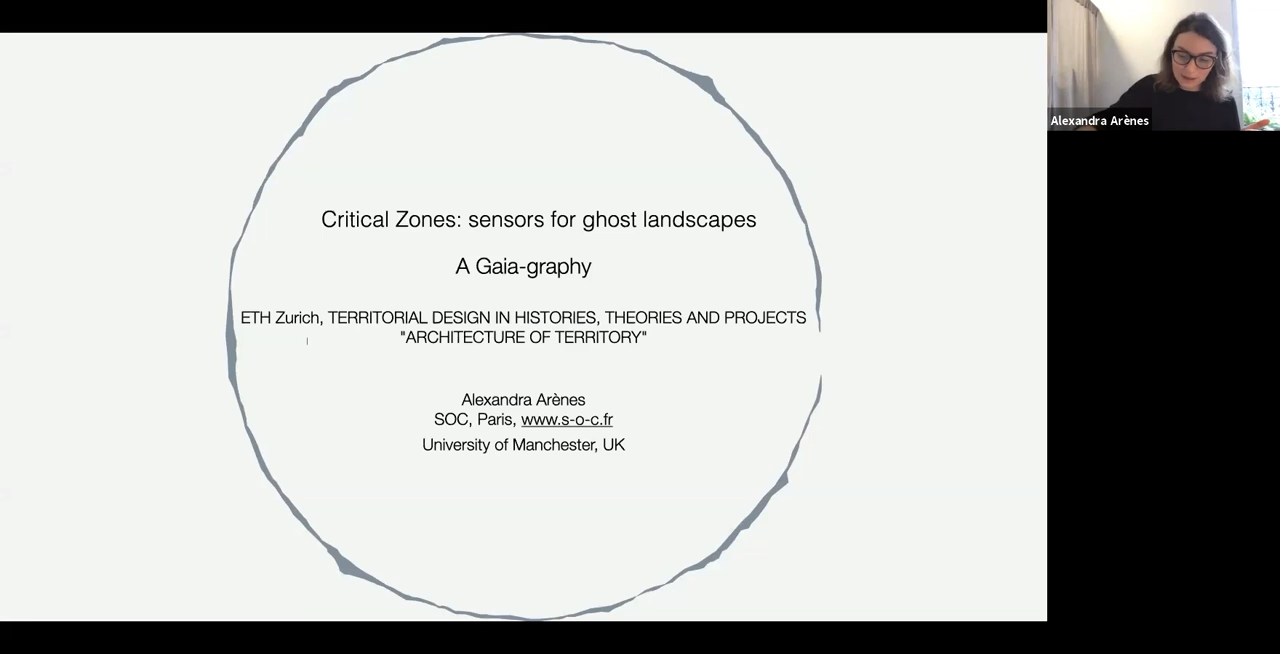 Critical Zones: sensors for ghost landscapes
A Gaia-graphy
ETH Zurich, TERRITORIAL DESIGN IN HISTORIES, THEORIES AND PROJECTS
"ARCHITECTURE OF TERRITORY"
Alexandra Arènes
SOC, Paris, www.s-o-c.fr
University of Manchester, UK
Alexandra Arènes